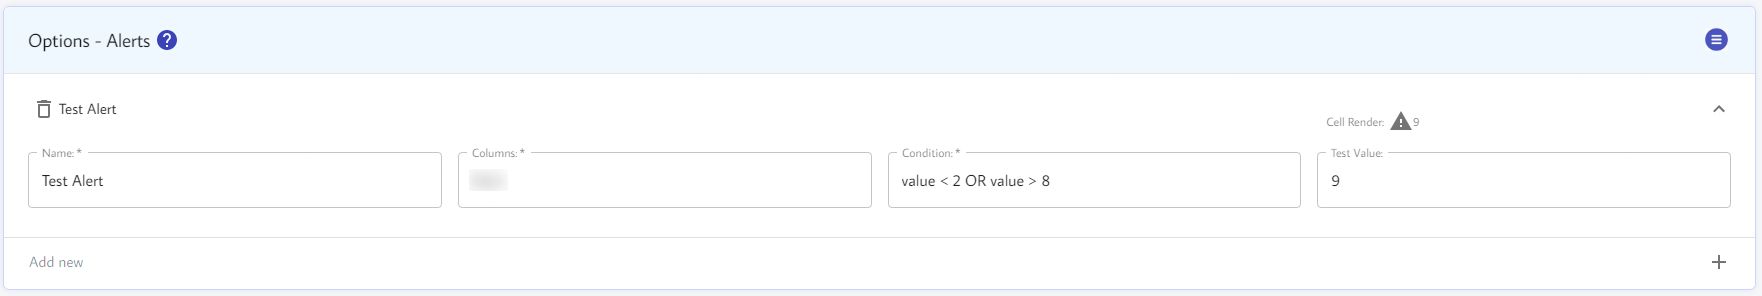 Options - Alerts ?
Test Alert
Cell Render: 9
Name: *
Columns: *
Condition: *
Test Value:
Test Alert
value < 2 OR value > 8
9
Add new